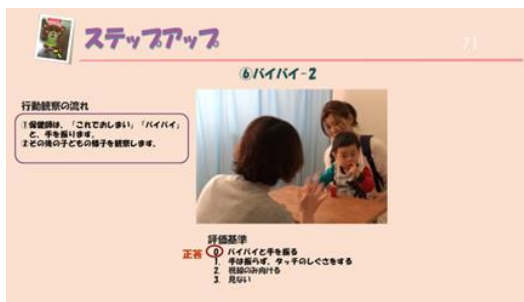 ステップアップ
71
⑥バイバイ-2
行動観察の流れ
①保健師は、「これでおしまい」「バイバイ」
と、手を振ります。
②その後の子どもの様子を観察します。
評価基準
正答
0. バイバイと手を振る
1. 手は振らず、タッチのしぐさをする
2. 視線のみ向ける
3. 見ない